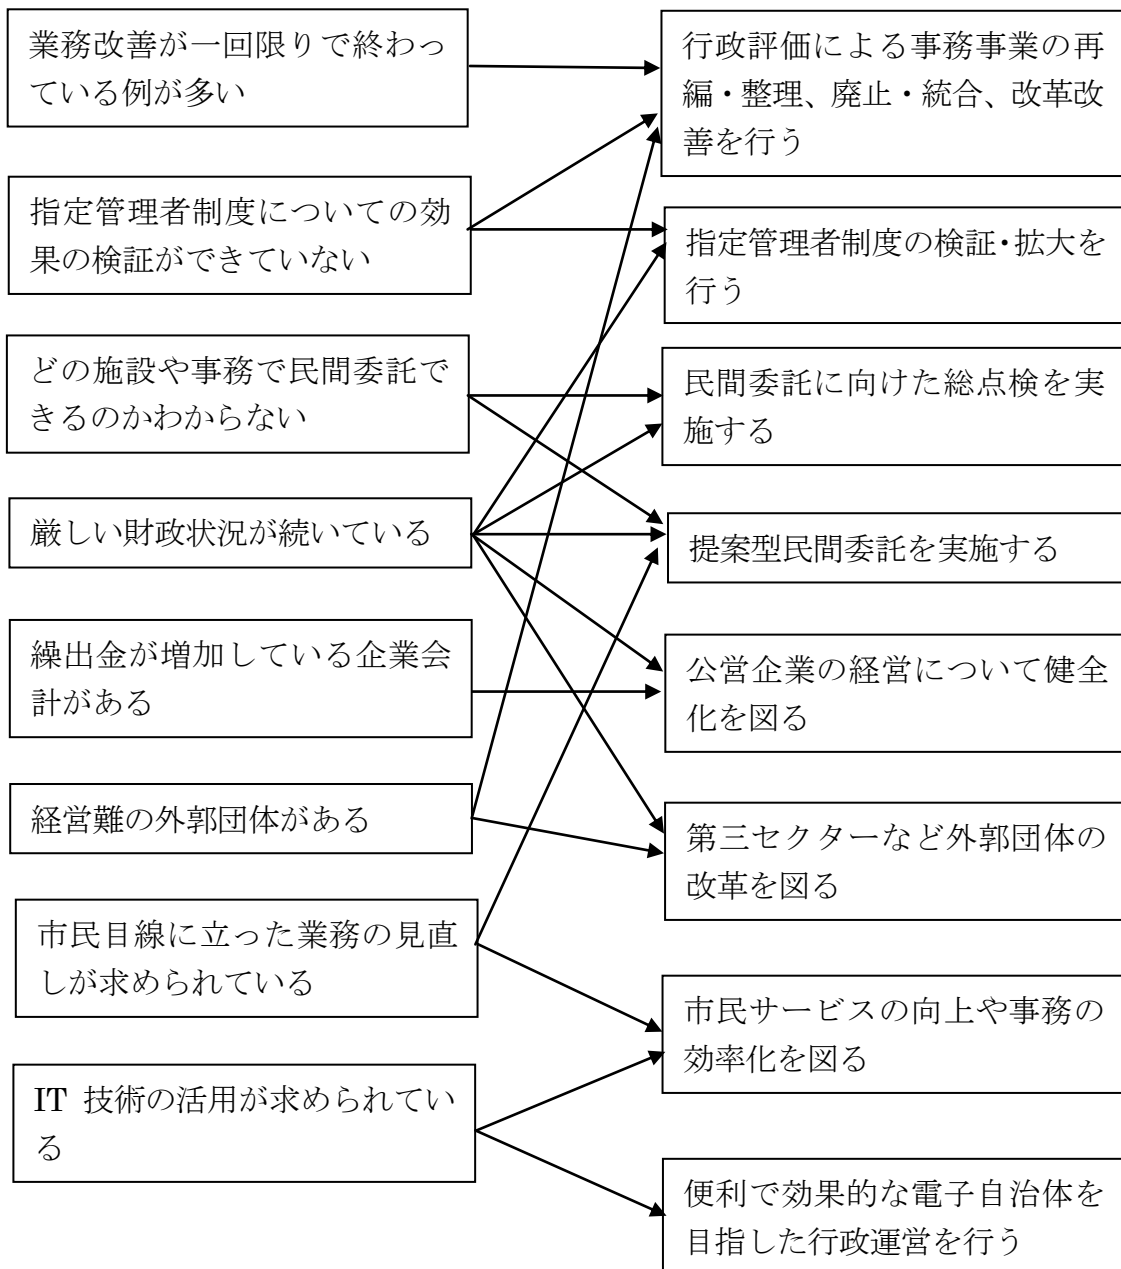 業務改善が一回限りで終わっ
ている例が多い
指定管理者制度についての効
果の検証ができていない
どの施設や事務で民間委託で
きるのかわからない
厳しい財政状況が続いている
繰出金が増加している企業会
計がある
経営難の外郭団体がある
市民目線に立った業務の見直
しが求められている
IT 技術の活用が求められてい
る
行政評価による事務事業の再
編・整理、廃止・統合、改革改
善を行う
指定管理者制度の検証・拡大を
行う
民間委託に向けた総点検を実
施する
提案型民間委託を実施する
公営企業の経営について健全
化を図る
第三セクターなど外郭団体の
改革を図る
市民サービスの向上や事務の
効率化を図る
便利で効果的な電子自治体を
目指した行政運営を行う